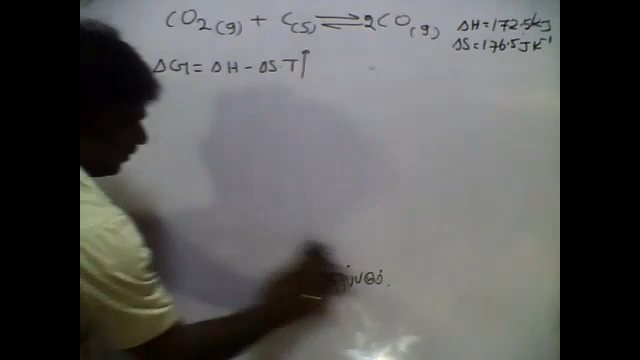 CO2(g) + C(s) ⇌ 2CO(g) ΔH=172.5kJ
ΔS=176.5JK⁻¹
ΔG = ΔH - ΔS·T↑